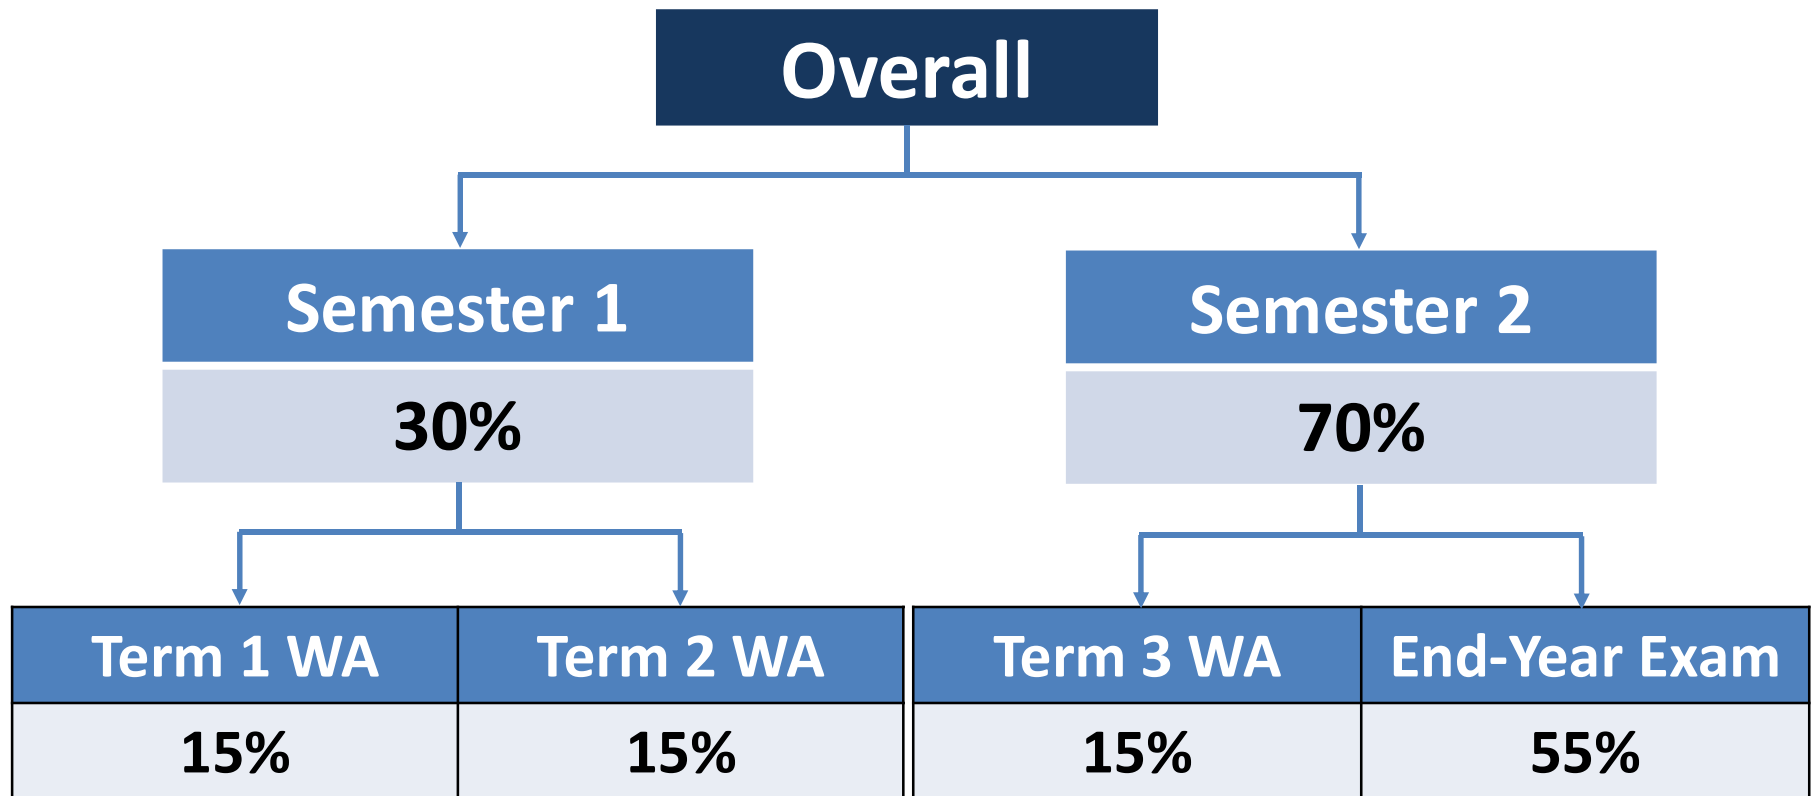 Overall
Semester 1
Semester 2
30%
70%
Term 1 WA
Term 2 WA
Term 3 WA
End-Year Exam
15%
15%
15%
55%